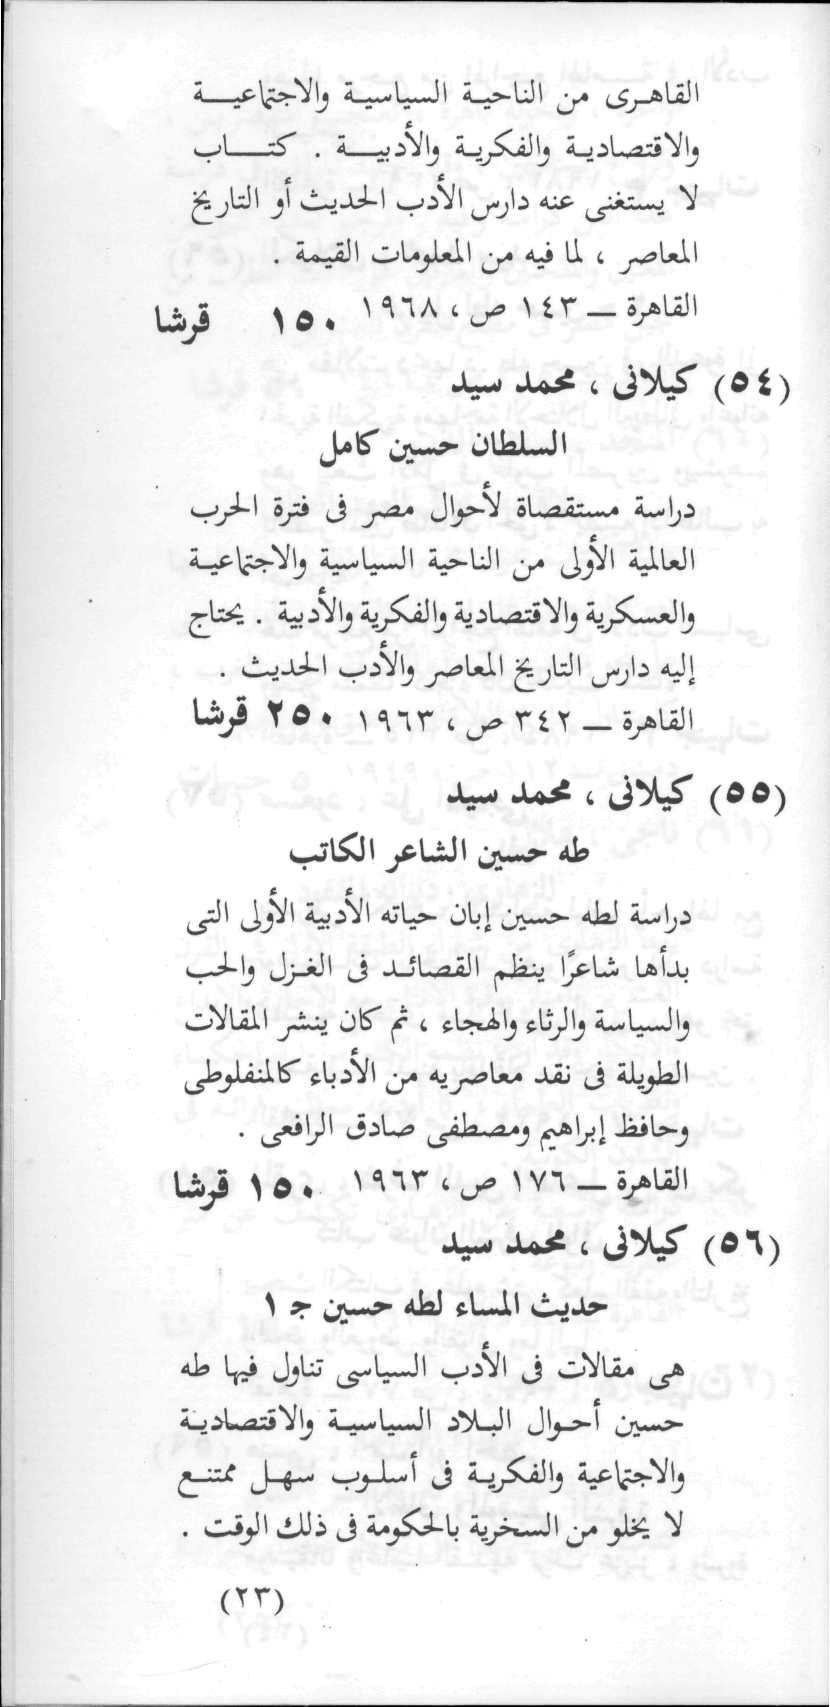 القاهرى من الناحية السياسية والاجتماعية
والاقتصادية والفكرية والأدبية . كتاب
لا يستغنى عنه دارس الأدب الحديث أو التاريخ
المعاصر ، لما فيه من المعلومات القيمة .
القاهرة — ١٤٣ ص ، ١٩٦٨ ١٥٠ قرشا
(٥٤) كيلانى ، محمد سيد
السلطان حسين كامل
دراسة مستقصاة لأحوال مصر فى فترة الحرب
العالمية الأولى من الناحية السياسية والاجتماعية
والعسكرية والاقتصادية والفكرية والأدبية . يحتاج
إليه دارس التاريخ المعاصر والأدب الحديث .
القاهرة — ٣٤٢ ص ، ١٩٦٣ ٢٥٠ قرشا
(٥٥) كيلانى ، محمد سيد
طه حسين الشاعر الكاتب
دراسة لطه حسين إبان حياته الأدبية الأولى التى
بدأها شاعرًا ينظم القصائد فى الغزل والحب
والسياسة والرثاء والهجاء ، ثم كان ينشر المقالات
الطويلة فى نقد معاصريه من الأدباء كالمنفلوطى
وحافظ إبراهيم ومصطفى صادق الرافعى .
القاهرة — ١٧٦ ص ، ١٩٦٣ ١٥٠ قرشا
(٥٦) كيلانى ، محمد سيد
حديث المساء لطه حسين جـ ١
هى مقالات فى الأدب السياسى تناول فيها طه
حسين أحوال البلاد السياسية والاقتصادية
والاجتماعية والفكرية فى أسلوب سهل ممتنع
لا يخلو من السخرية بالحكومة فى ذلك الوقت .
(٢٣)